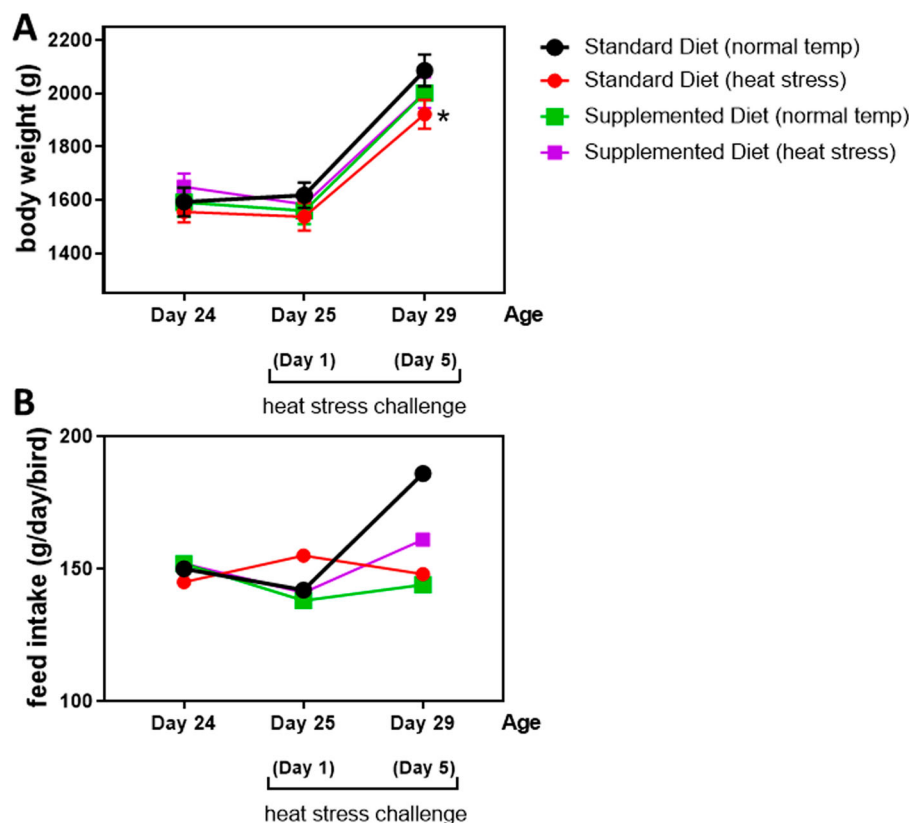 A
2200
2000
1800
1600
1400
body weight (g)
Day 24 Day 25 Day 29 Age
(Day 1) (Day 5)
heat stress challenge
*
Standard Diet (normal temp)
Standard Diet (heat stress)
Supplemented Diet (normal temp)
Supplemented Diet (heat stress)
B
200
150
100
feed intake (g/day/bird)
Day 24 Day 25 Day 29 Age
(Day 1) (Day 5)
heat stress challenge